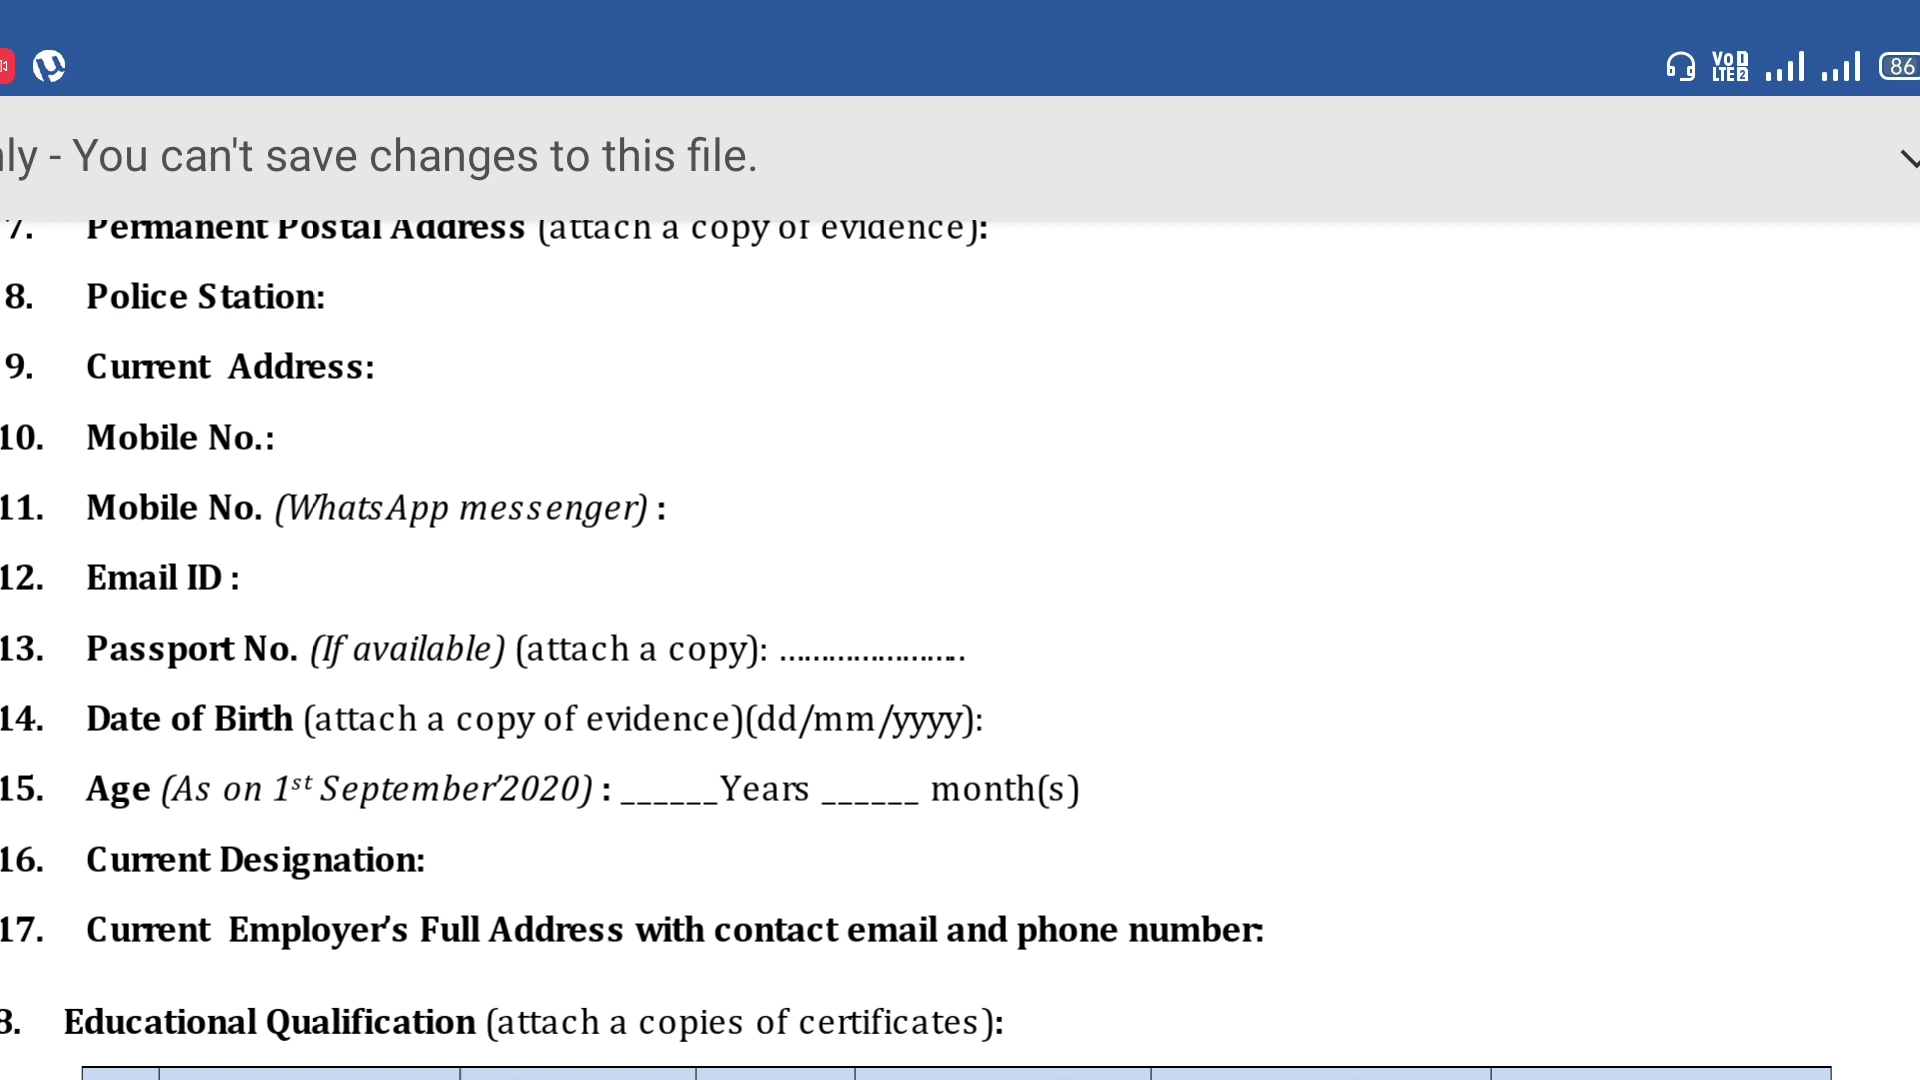 VoLTE 86
ly - You can't save changes to this file.
7. Permanent Postal Address (attach a copy of evidence):
8. Police Station:
9. Current Address:
10. Mobile No.:
11. Mobile No. (WhatsApp messenger) :
12. Email ID :
13. Passport No. (If available) (attach a copy): ......................
14. Date of Birth (attach a copy of evidence)(dd/mm/yyyy):
15. Age (As on 1st September'2020) : ______Years ______ month(s)
16. Current Designation:
17. Current Employer's Full Address with contact email and phone number:
8. Educational Qualification (attach a copies of certificates):